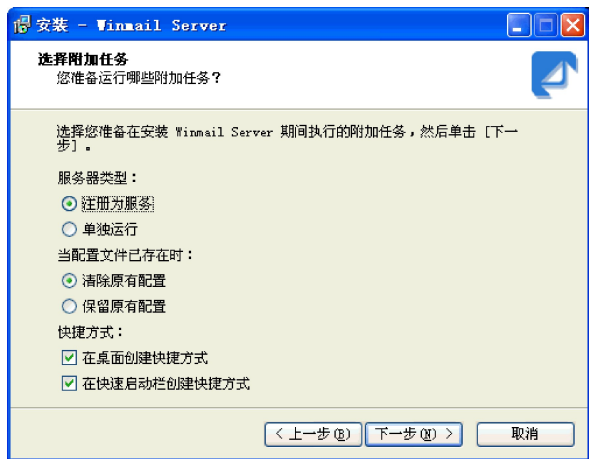 安装 - Winmail Server
选择附加任务
您准备运行哪些附加任务？
选择您准备在安装 Winmail Server 期间执行的附加任务，然后单击 [下一
步]。
服务器类型：
注册为服务
单独运行
当配置文件已存在时：
清除原有配置
保留原有配置
快捷方式：
在桌面创建快捷方式
在快速启动栏创建快捷方式
< 上一步(B) 下一步(N) > 取消